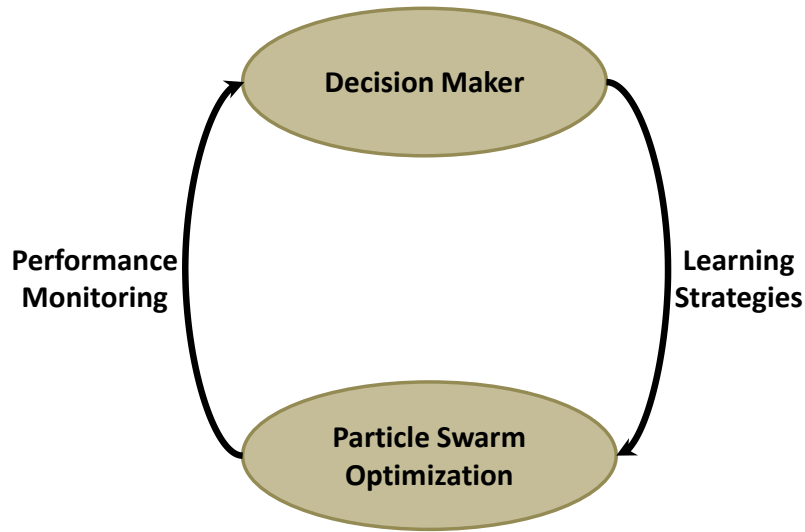 Decision Maker
Performance
Monitoring
Learning
Strategies
Particle Swarm
Optimization